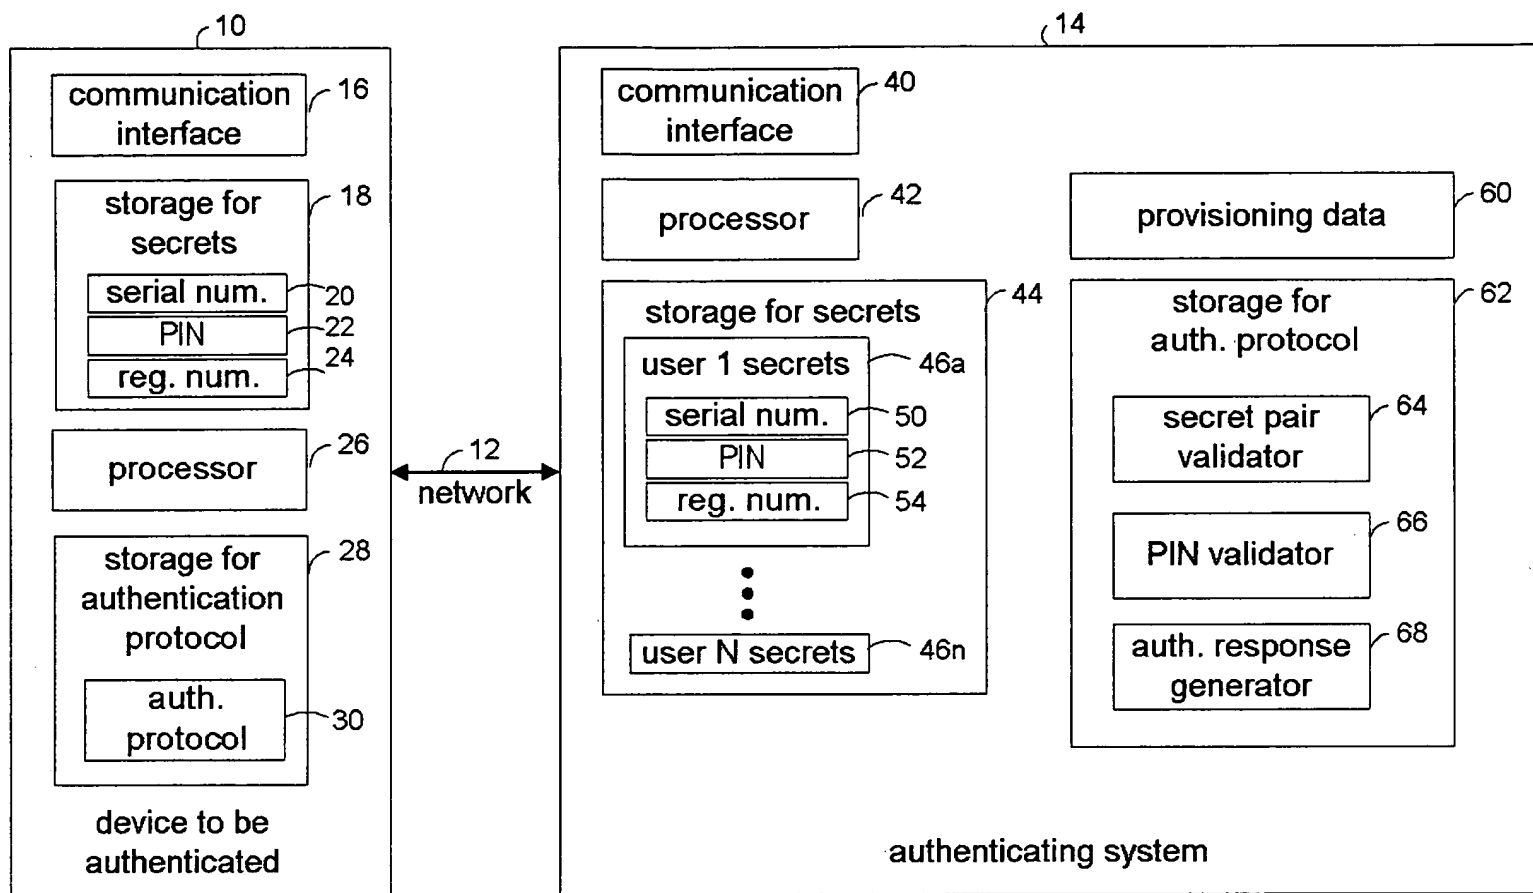 10
communication
interface
16
storage for
secrets
18
serial num.
20
PIN
22
reg. num.
24
processor
26
storage for
authentication
protocol
28
auth.
protocol
30
device to be
authenticated
12
network
14
communication
interface
40
processor
42
storage for secrets
44
user 1 secrets
46a
serial num.
50
PIN
52
reg. num.
54
user N secrets
46n
provisioning data
60
storage for
auth. protocol
62
secret pair
validator
64
PIN validator
66
auth. response
generator
68
authenticating system